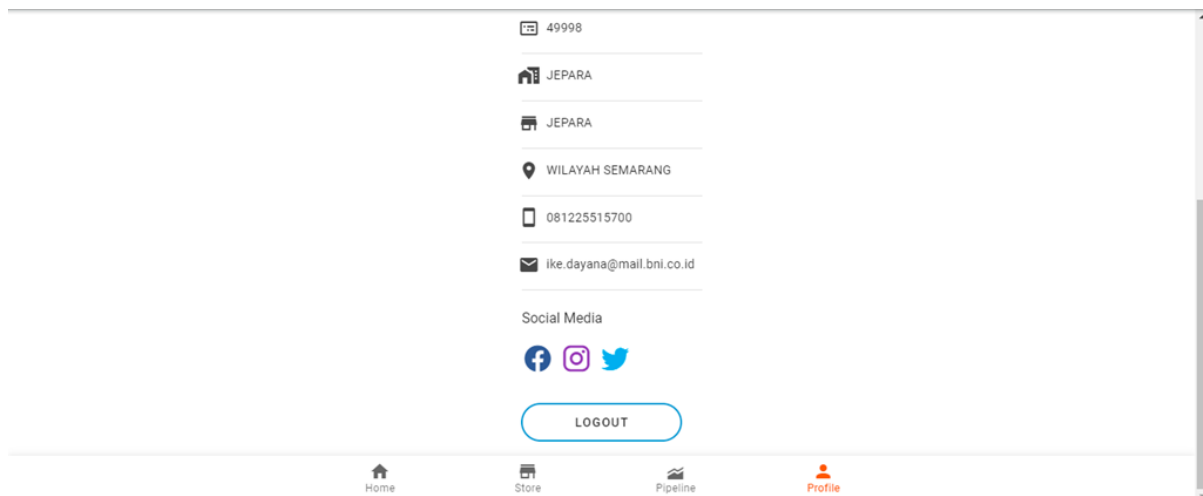 49998
JEPARA
JEPARA
WILAYAH SEMARANG
081225515700
ike.dayana@mail.bni.co.id
Social Media
LOGOUT
Home Store Pipeline Profile